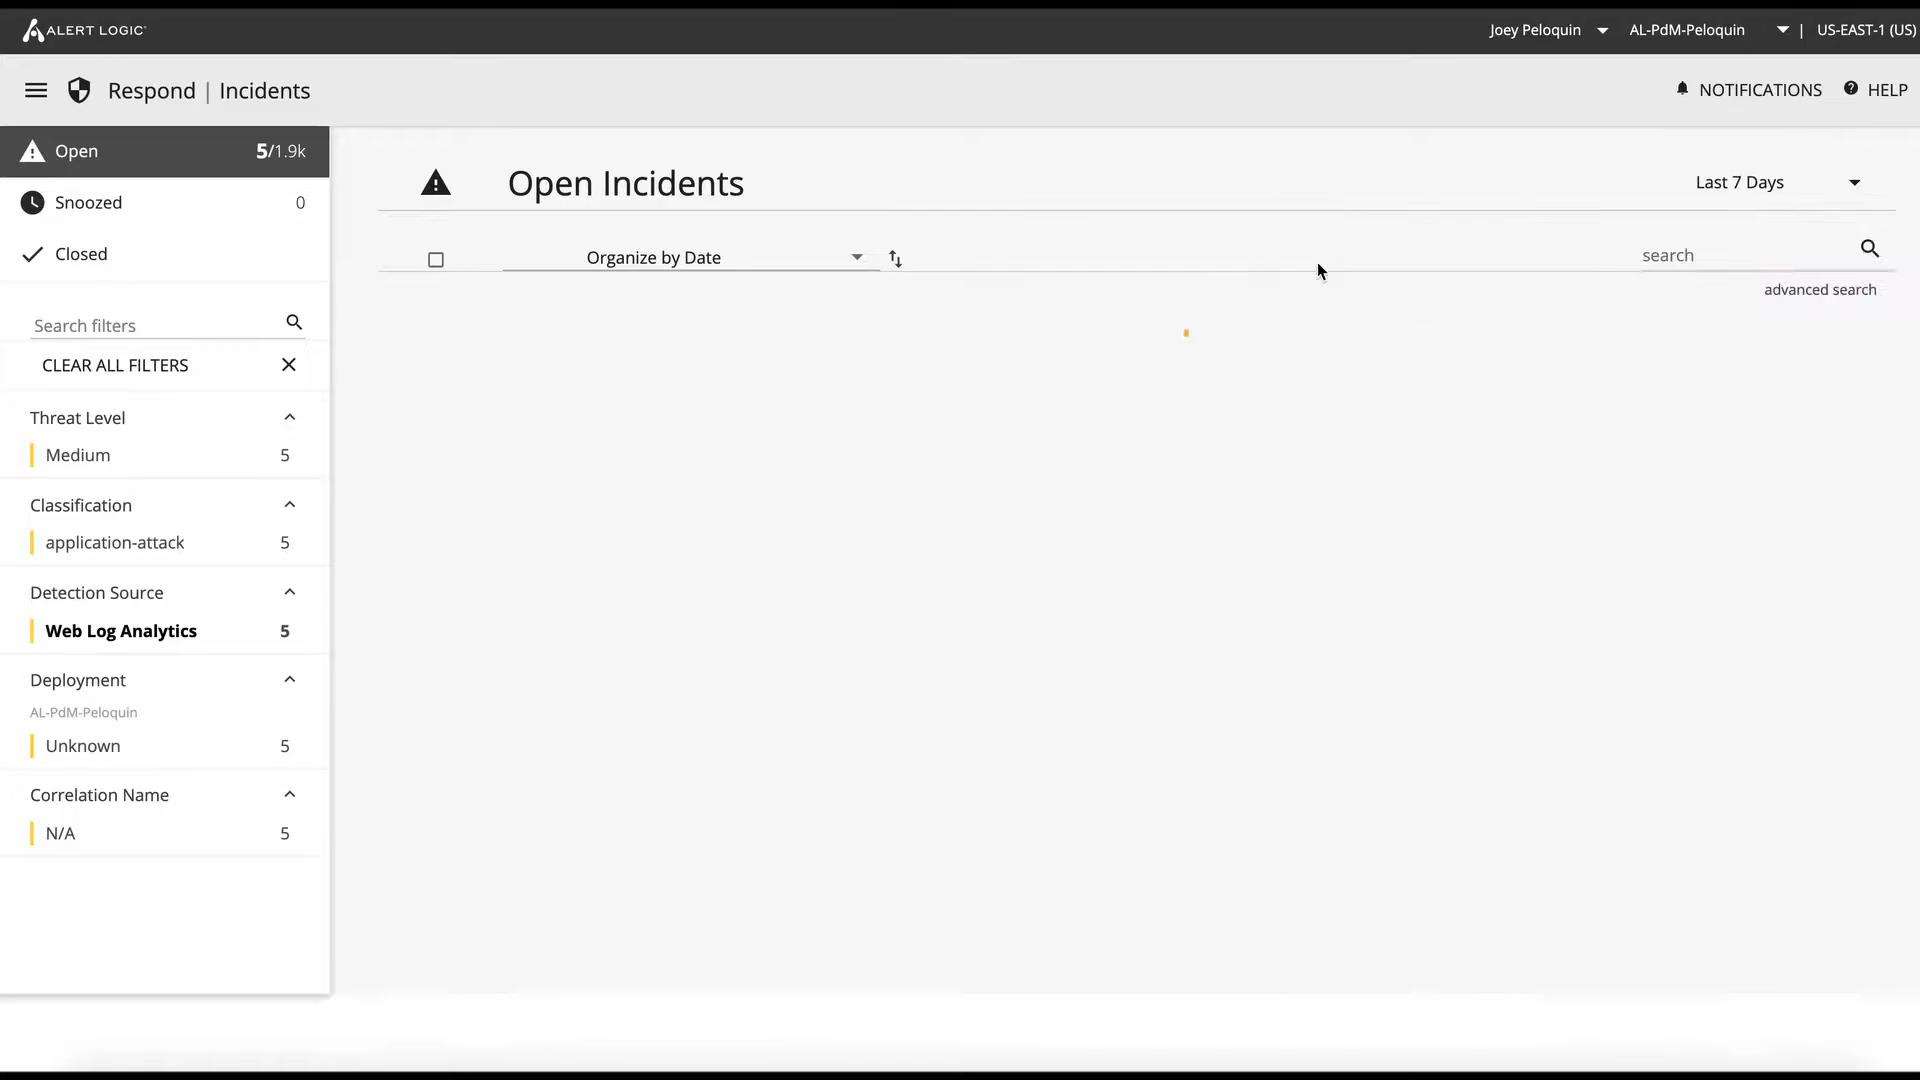 ALERT LOGIC
Joey Peloquin AL-PdM-Peloquin | US-EAST-1 (US)
Respond | Incidents
NOTIFICATIONS HELP
Open 5/1.9k
Snoozed 0
Closed
Search filters
CLEAR ALL FILTERS
Threat Level
Medium 5
Classification
application-attack 5
Detection Source
Web Log Analytics 5
Deployment
AL-PdM-Peloquin
Unknown 5
Correlation Name
N/A 5
Open Incidents
Last 7 Days
Organize by Date
search
advanced search